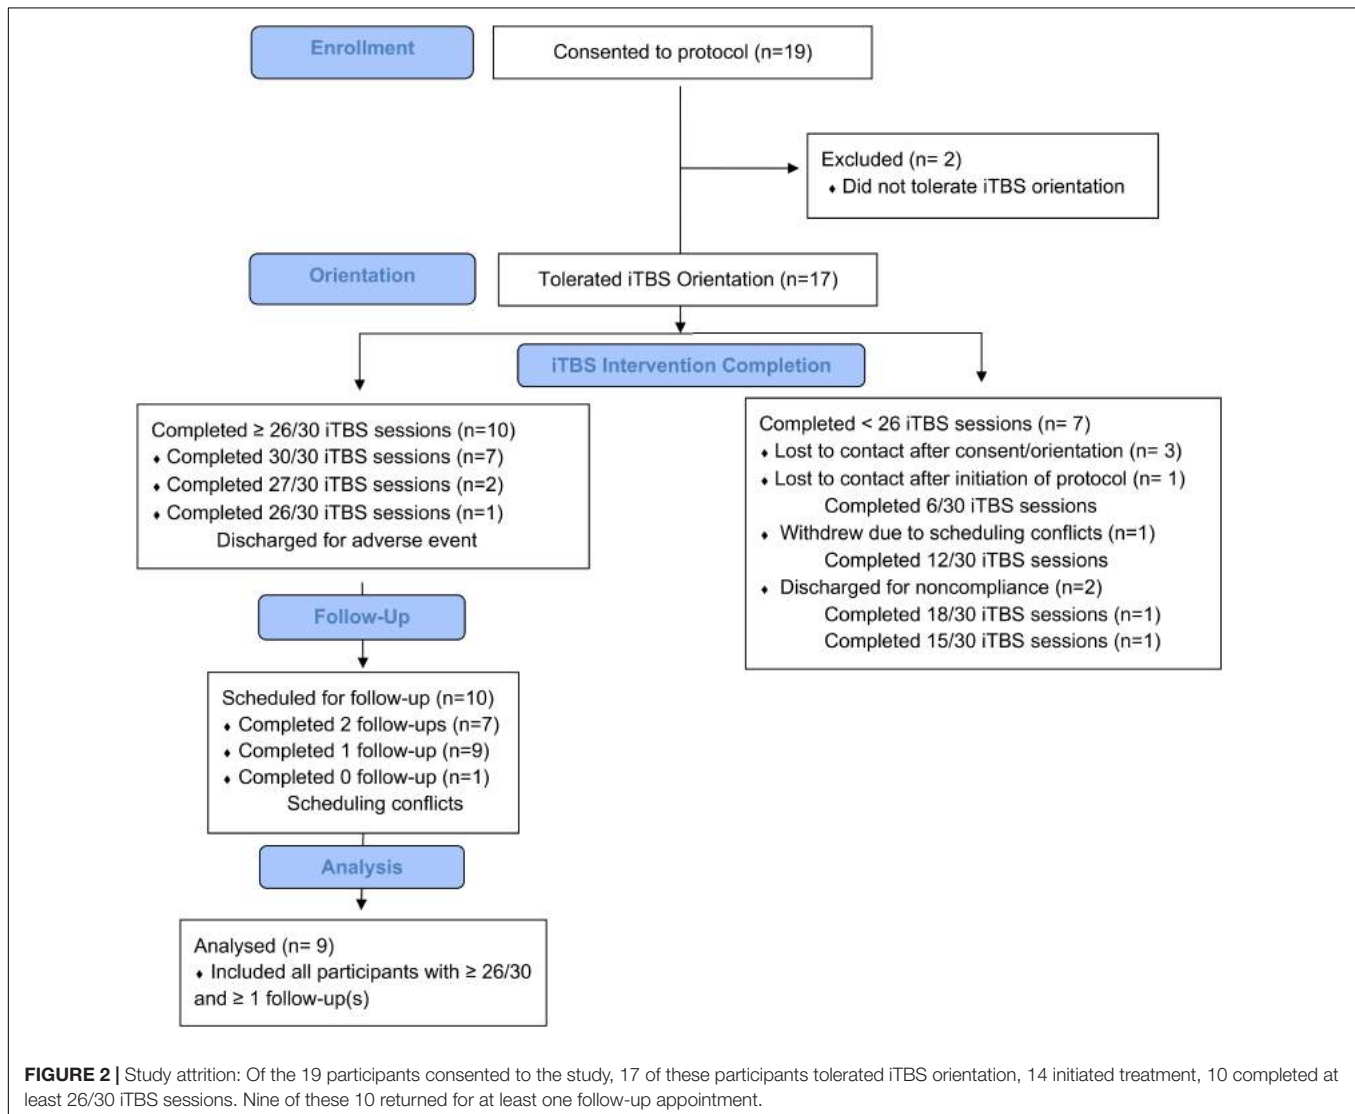 Enrollment
Consented to protocol (n=19)
Excluded (n= 2)
♦ Did not tolerate iTBS orientation
Orientation
Tolerated iTBS Orientation (n=17)
iTBS Intervention Completion
Completed ≥ 26/30 iTBS sessions (n=10)
♦ Completed 30/30 iTBS sessions (n=7)
♦ Completed 27/30 iTBS sessions (n=2)
♦ Completed 26/30 iTBS sessions (n=1)
Discharged for adverse event
Completed < 26 iTBS sessions (n= 7)
♦ Lost to contact after consent/orientation (n= 3)
♦ Lost to contact after initiation of protocol (n= 1)
Completed 6/30 iTBS sessions
♦ Withdrew due to scheduling conflicts (n=1)
Completed 12/30 iTBS sessions
♦ Discharged for noncompliance (n=2)
Completed 18/30 iTBS sessions (n=1)
Completed 15/30 iTBS sessions (n=1)
Follow-Up
Scheduled for follow-up (n=10)
♦ Completed 2 follow-ups (n=7)
♦ Completed 1 follow-up (n=9)
♦ Completed 0 follow-up (n=1)
Scheduling conflicts
Analysis
Analysed (n= 9)
♦ Included all participants with ≥ 26/30
and ≥ 1 follow-up(s)
FIGURE 2 | Study attrition: Of the 19 participants consented to the study, 17 of these participants tolerated iTBS orientation, 14 initiated treatment, 10 completed at
least 26/30 iTBS sessions. Nine of these 10 returned for at least one follow-up appointment.